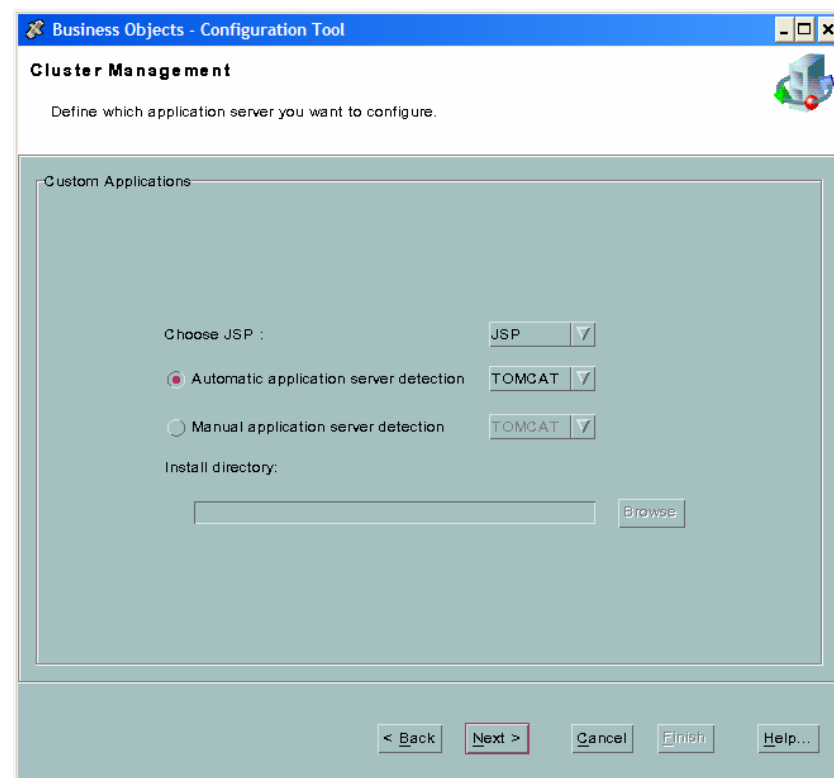 Business Objects - Configuration Tool
Cluster Management
Define which application server you want to configure.
Custom Applications
Choose JSP : JSP
Automatic application server detection TOMCAT
Manual application server detection TOMCAT
Install directory:
Browse
< Back Next > Cancel Finish Help...